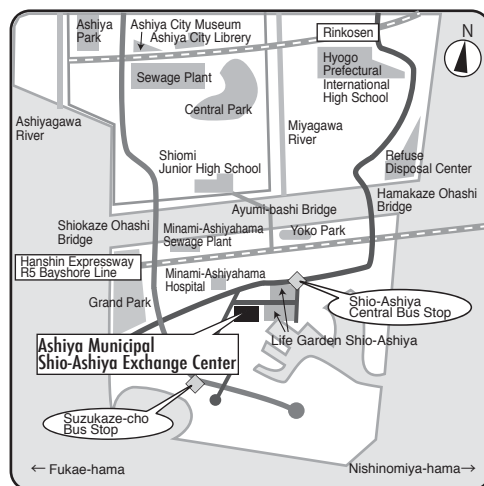 Ashiya
Park
Ashiya City Museum
Ashiya City Librery
Rinkosen
N
Sewage Plant
Hyogo
Prefectural
International
High School
Central Park
Ashiyagawa
River
Miyagawa
River
Shiomi
Junior High School
Refuse
Disposal Center
Hamakaze Ohashi
Bridge
Ayumi-bashi Bridge
Shiokaze Ohashi
Bridge
Minami-Ashiyahama
Sewage Plant
Yoko Park
Hanshin Expressway
R5 Bayshore Line
Minami-Ashiyahama
Hospital
Grand Park
Shio-Ashiya
Central Bus Stop
Life Garden Shio-Ashiya
Ashiya Municipal
Shio-Ashiya Exchange Center
Suzukaze-cho
Bus Stop
← Fukae-hama
Nishinomiya-hama→